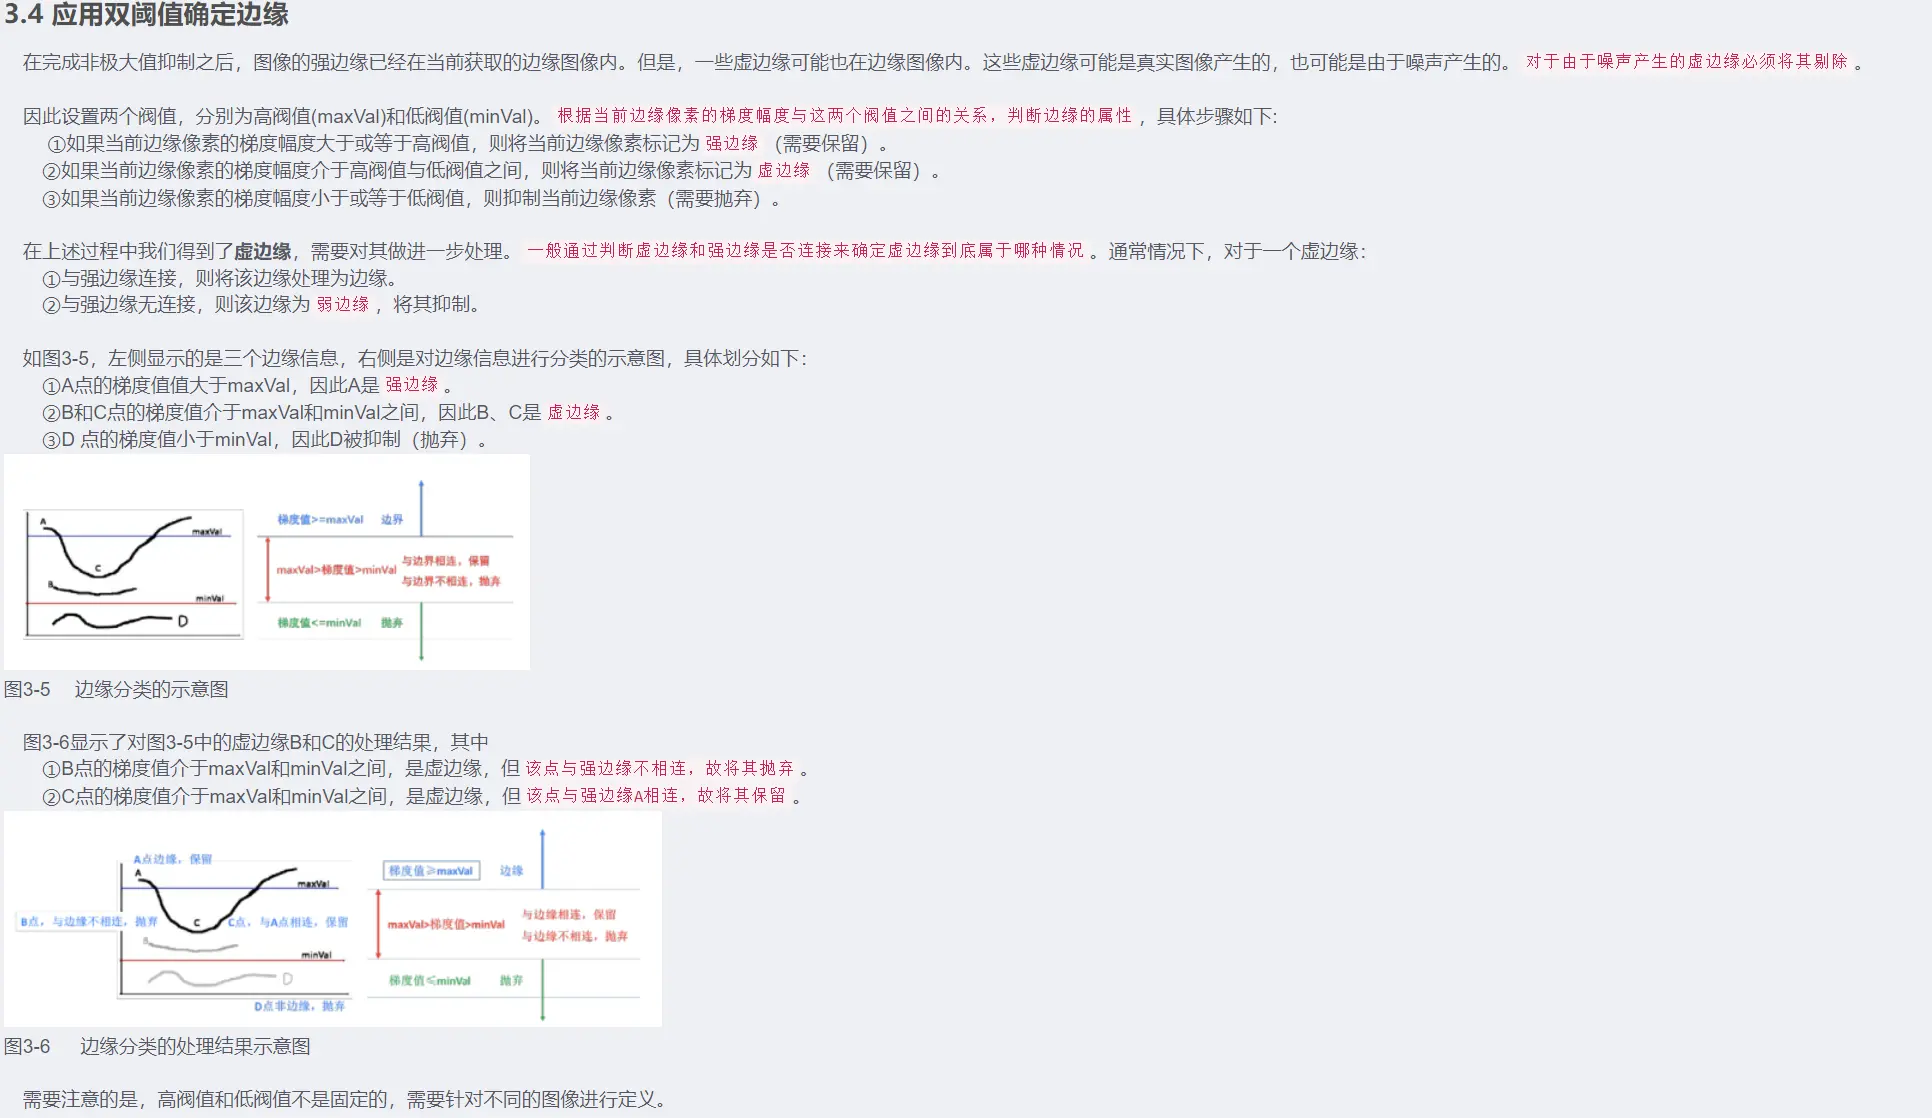 3.4 应用双阈值确定边缘
在完成非极大值抑制之后，图像的强边缘已经在当前获取的边缘图像内。但是，一些虚边缘可能也在边缘图像内。这些虚边缘可能是真实图像产生的，也可能是由于噪声产生的。 对于由于噪声产生的虚边缘必须将其剔除 。
因此设置两个阀值，分别为高阀值(maxVal)和低阀值(minVal)。 根据当前边缘像素的梯度幅度与这两个阀值之间的关系，判断边缘的属性 ，具体步骤如下:
①如果当前边缘像素的梯度幅度大于或等于高阀值，则将当前边缘像素标记为 强边缘 （需要保留）。
②如果当前边缘像素的梯度幅度介于高阀值与低阀值之间，则将当前边缘像素标记为 虚边缘 （需要保留）。
③如果当前边缘像素的梯度幅度小于或等于低阀值，则抑制当前边缘像素（需要抛弃）。
在上述过程中我们得到了虚边缘，需要对其做进一步处理。 一般通过判断虚边缘和强边缘是否连接来确定虚边缘到底属于哪种情况 。通常情况下，对于一个虚边缘：
①与强边缘连接，则将该边缘处理为边缘。
②与强边缘无连接，则该边缘为 弱边缘 ，将其抑制。
如图3-5，左侧显示的是三个边缘信息，右侧是对边缘信息进行分类的示意图，具体划分如下：
①A点的梯度值值大于maxVal，因此A是 强边缘 。
②B和C点的梯度值介于maxVal和minVal之间，因此B、C是 虚边缘 。
③D 点的梯度值小于minVal，因此D被抑制（抛弃）。
A
maxVal
C
B
minVal
D
梯度值>=maxVal 边界
maxVal>梯度值>minVal
与边界相连，保留
与边界不相连，抛弃
梯度值<=minVal 抛弃
图3-5 边缘分类的示意图
图3-6显示了对图3-5中的虚边缘B和C的处理结果，其中
①B点的梯度值介于maxVal和minVal之间，是虚边缘，但 该点与强边缘不相连，故将其抛弃 。
②C点的梯度值介于maxVal和minVal之间，是虚边缘，但 该点与强边缘A相连，故将其保留 。
A点边缘，保留
A
maxVal
B点，与边缘不相连，抛弃
C
C点，与A点相连，保留
B
minVal
D
D点非边缘，抛弃
梯度值≥maxVal 边缘
maxVal>梯度值>minVal
与边缘相连，保留
与边缘不相连，抛弃
梯度值≤minVal 抛弃
图3-6 边缘分类的处理结果示意图
需要注意的是，高阀值和低阀值不是固定的，需要针对不同的图像进行定义。